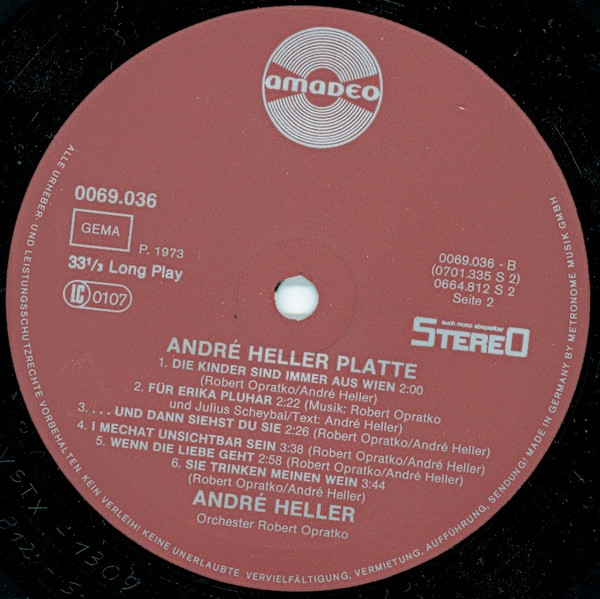 amaDEO
0069.036
GEMA
P. 1973
33 1/3 Long Play
LC 0107
0069.036 - B
(0701.335 S 2)
0664.812 S 2
Seite 2
auch mono abspielbar
STEREO
ANDRÉ HELLER PLATTE
1. DIE KINDER SIND IMMER AUS WIEN 2:00
(Robert Opratko/André Heller)
2. FÜR ERIKA PLUHAR 2:22 (Musik: Robert Opratko
und Julius Scheybal/Text: André Heller)
3. . . . UND DANN SIEHST DU SIE 2:26 (Robert Opratko/André Heller)
4. I MECHAT UNSICHTBAR SEIN 3:38 (Robert Opratko/André Heller)
5. WENN DIE LIEBE GEHT 2:58 (Robert Opratko/André Heller)
6. SIE TRINKEN MEINEN WEIN 3:44
(Robert Opratko/André Heller)
ANDRÉ HELLER
Orchester Robert Opratko
ALLE URHEBER- UND LEISTUNGSSCHUTZRECHTE VORBEHALTEN. KEIN VERLEIH! KEINE UNERLAUBTE VERVIELFÄLTIGUNG, VERMIETUNG, AUFFÜHRUNG, SENDUNG! MADE IN GERMANY BY METRONOME MUSIK GMBH